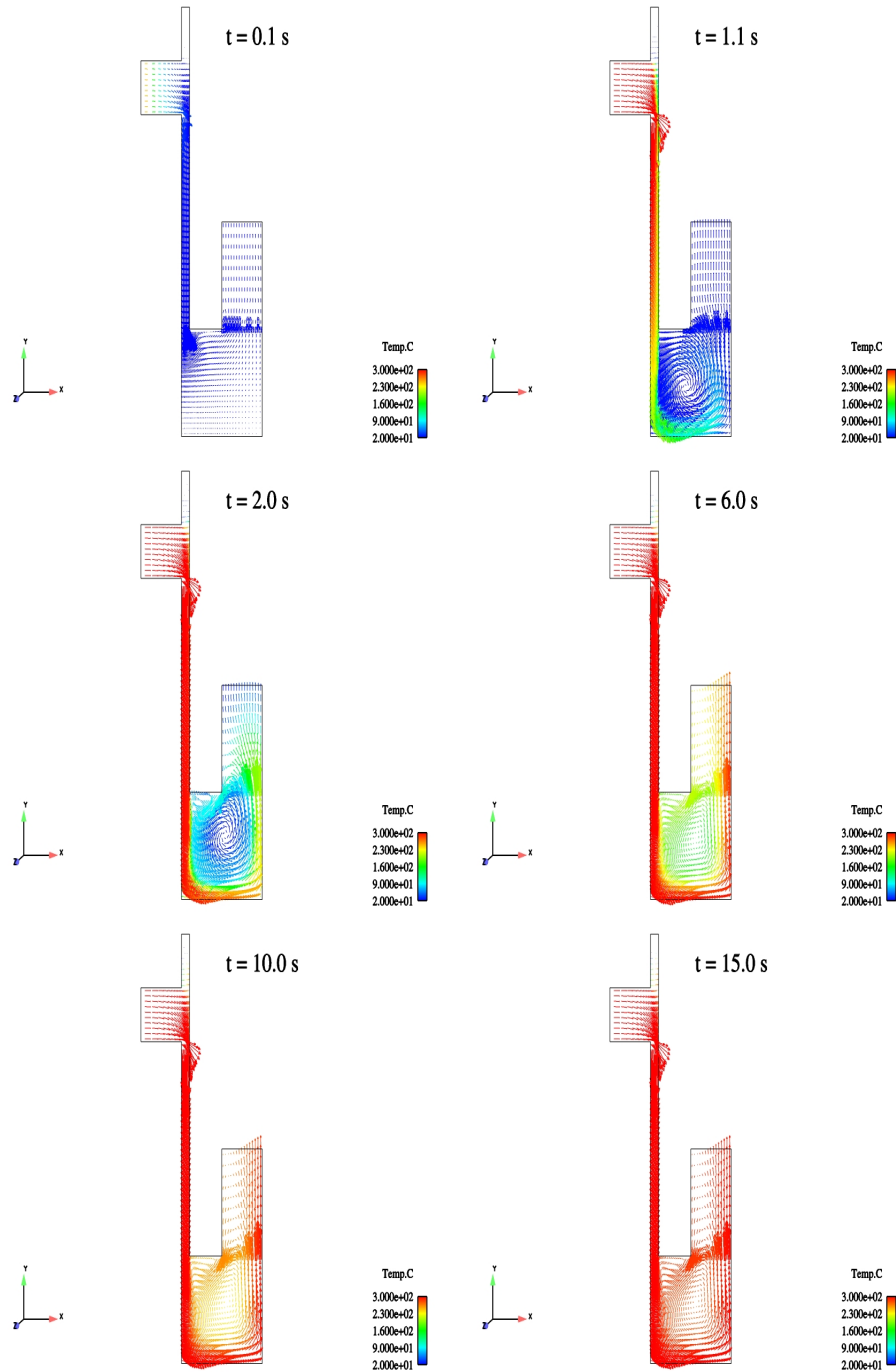 t = 0.1 s
Y
Z
X
Temp.C
3.000e+02
2.300e+02
1.600e+02
9.000e+01
2.000e+01
t = 1.1 s
Y
Z
X
Temp.C
3.000e+02
2.300e+02
1.600e+02
9.000e+01
2.000e+01
t = 2.0 s
Y
Z
X
Temp.C
3.000e+02
2.300e+02
1.600e+02
9.000e+01
2.000e+01
t = 6.0 s
Y
Z
X
Temp.C
3.000e+02
2.300e+02
1.600e+02
9.000e+01
2.000e+01
t = 10.0 s
Y
Z
X
Temp.C
3.000e+02
2.300e+02
1.600e+02
9.000e+01
2.000e+01
t = 15.0 s
Y
Z
X
Temp.C
3.000e+02
2.300e+02
1.600e+02
9.000e+01
2.000e+01